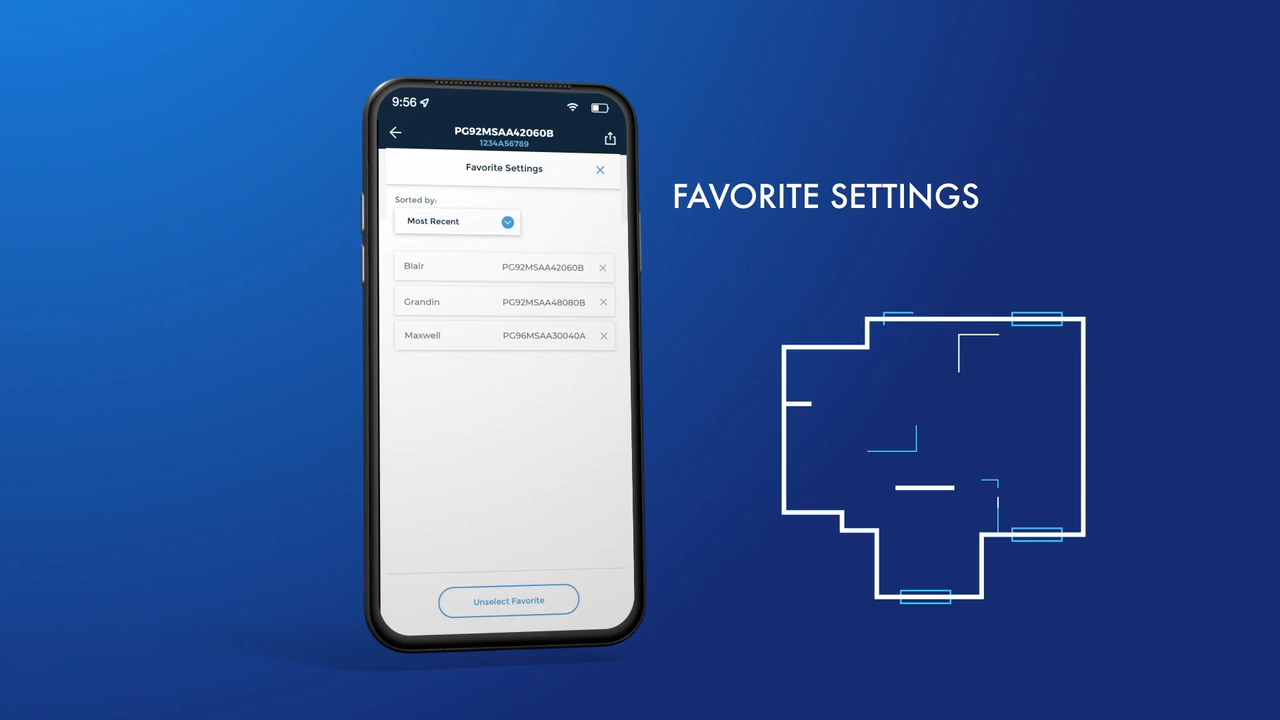 9:56
PG92MSAA42060B
1234A56789
Favorite Settings
Sorted by:
Most Recent
Blair PG92MSAA42060B
Grandin PG92MSAA48080B
Maxwell PG96MSAA30040A
Unselect Favorite
FAVORITE SETTINGS